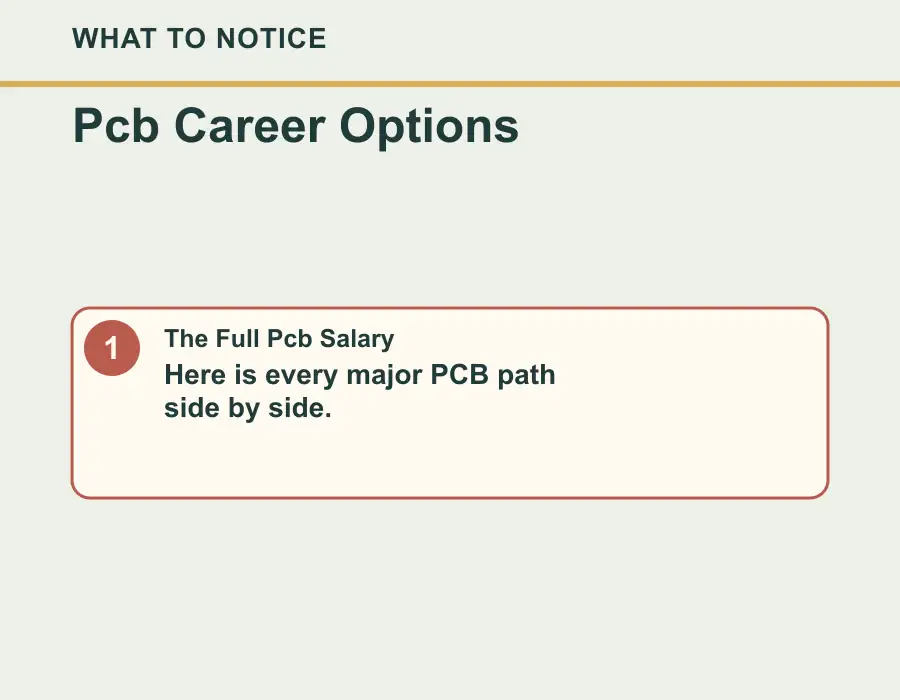 WHAT TO NOTICE
Pcb Career Options
1
The Full Pcb Salary
Here is every major PCB path
side by side.